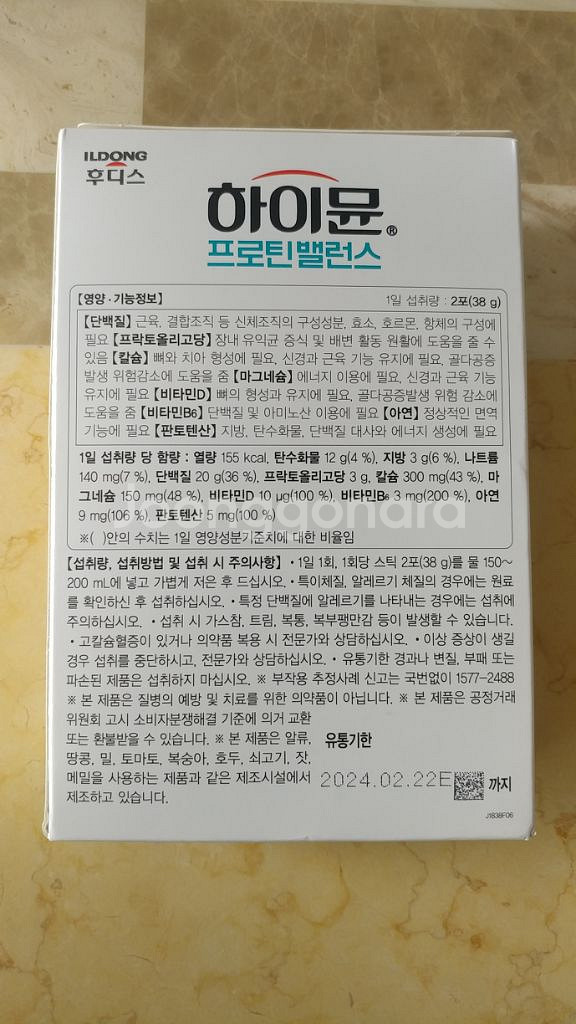 ILDONG
후디스
하이뮨®
프로틴밸런스
【영양·기능정보】 1일 섭취량 : 2포(38 g)
【단백질】 근육, 결합조직 등 신체조직의 구성성분, 효소, 호르몬, 항체의 구성에
필요 【프락토올리고당】 장내 유익균 증식 및 배변 활동 원활에 도움을 줄 수
있음 【칼슘】 뼈와 치아 형성에 필요, 신경과 근육 기능 유지에 필요, 골다공증
발생 위험감소에 도움을 줌 【마그네슘】 에너지 이용에 필요, 신경과 근육 기능
유지에 필요 【비타민D】 뼈의 형성과 유지에 필요, 골다공증발생 위험 감소에
도움을 줌 【비타민B6】 단백질 및 아미노산 이용에 필요 【아연】 정상적인 면역
기능에 필요 【판토텐산】 지방, 탄수화물, 단백질 대사와 에너지 생성에 필요
1일 섭취량 당 함량 : 열량 155 kcal, 탄수화물 12 g(4 %), 지방 3 g(6 %), 나트륨
140 mg(7 %), 단백질 20 g(36 %), 프락토올리고당 3 g, 칼슘 300 mg(43 %), 마
그네슘 150 mg(48 %), 비타민D 10 μg(100 %), 비타민B6 3 mg(200 %), 아연
9 mg(106 %), 판토텐산 5 mg(100 %)
※( )안의 수치는 1일 영양성분기준치에 대한 비율임
Joonggonara
【섭취량, 섭취방법 및 섭취 시 주의사항】 •1일 1회, 1회당 스틱 2포(38 g)를 물 150~
200 mL에 넣고 가볍게 저은 후 드십시오. •특이체질, 알레르기 체질의 경우에는 원료
를 확인하신 후 섭취하십시오. •특정 단백질에 알레르기를 나타내는 경우에는 섭취에
주의하십시오. •섭취 시 가스참, 트림, 복통, 복부팽만감 등이 발생할 수 있습니다.
•고칼슘혈증이 있거나 의약품 복용 시 전문가와 상담하십시오. •이상 증상이 생길
경우 섭취를 중단하시고, 전문가와 상담하십시오. •유통기한 경과나 변질, 부패 또는
파손된 제품은 섭취하지 마십시오. ※ 부작용 추정사례 신고는 국번없이 1577-2488
※ 본 제품은 질병의 예방 및 치료를 위한 의약품이 아닙니다. ※ 본 제품은 공정거래
위원회 고시 소비자분쟁해결 기준에 의거 교환
또는 환불받을 수 있습니다. ※ 본 제품은 알류,
땅콩, 밀, 토마토, 복숭아, 호두, 쇠고기, 잣,
메밀을 사용하는 제품과 같은 제조시설에서
제조하고 있습니다.
유통기한
2024.02.22E 까지
J1838F06